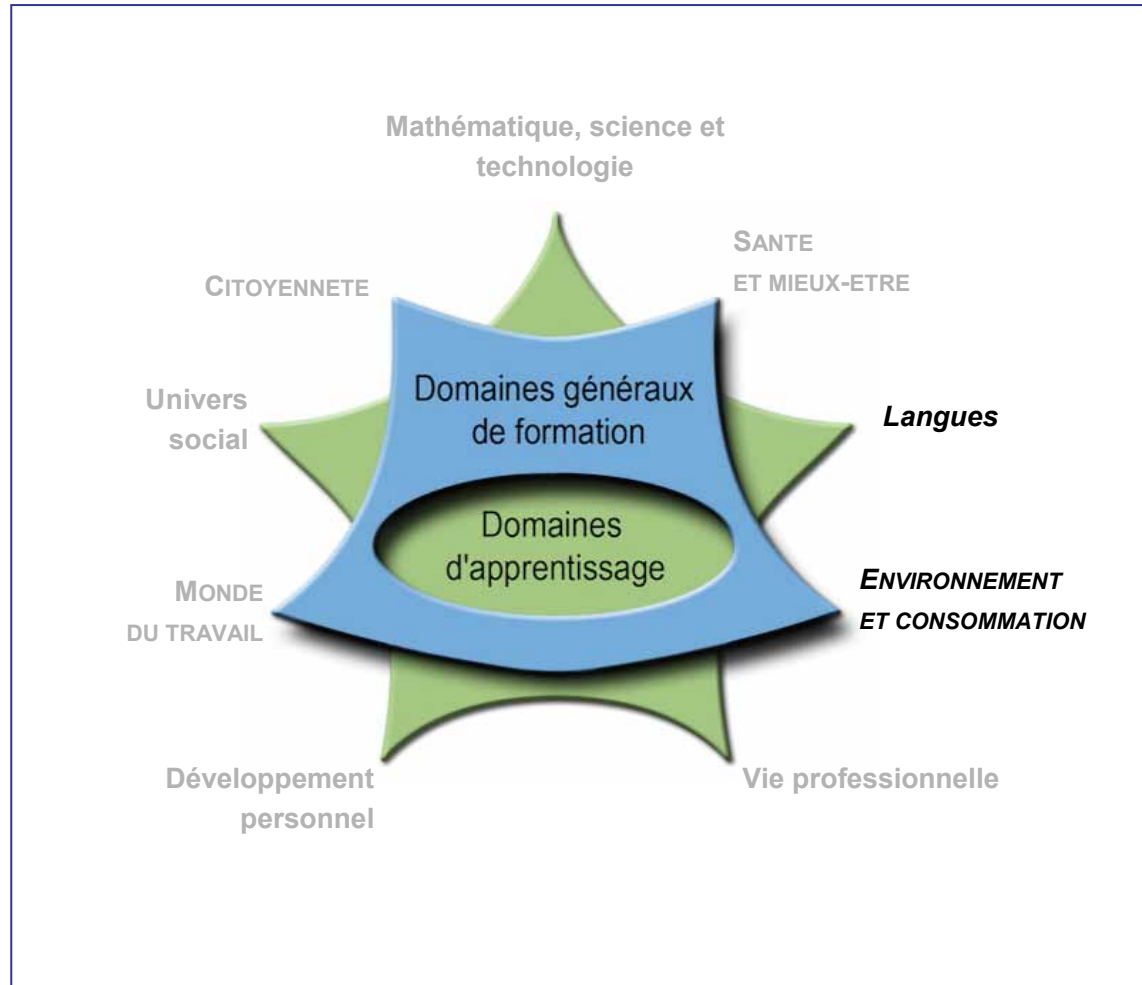 Mathématique, science et
technologie
SANTE
ET MIEUX-ETRE
CITOYENNETE
Domaines généraux
de formation
Univers
social
Langues
Domaines
d'apprentissage
MONDE
DU TRAVAIL
ENVIRONNEMENT
ET CONSOMMATION
Développement
personnel
Vie professionnelle